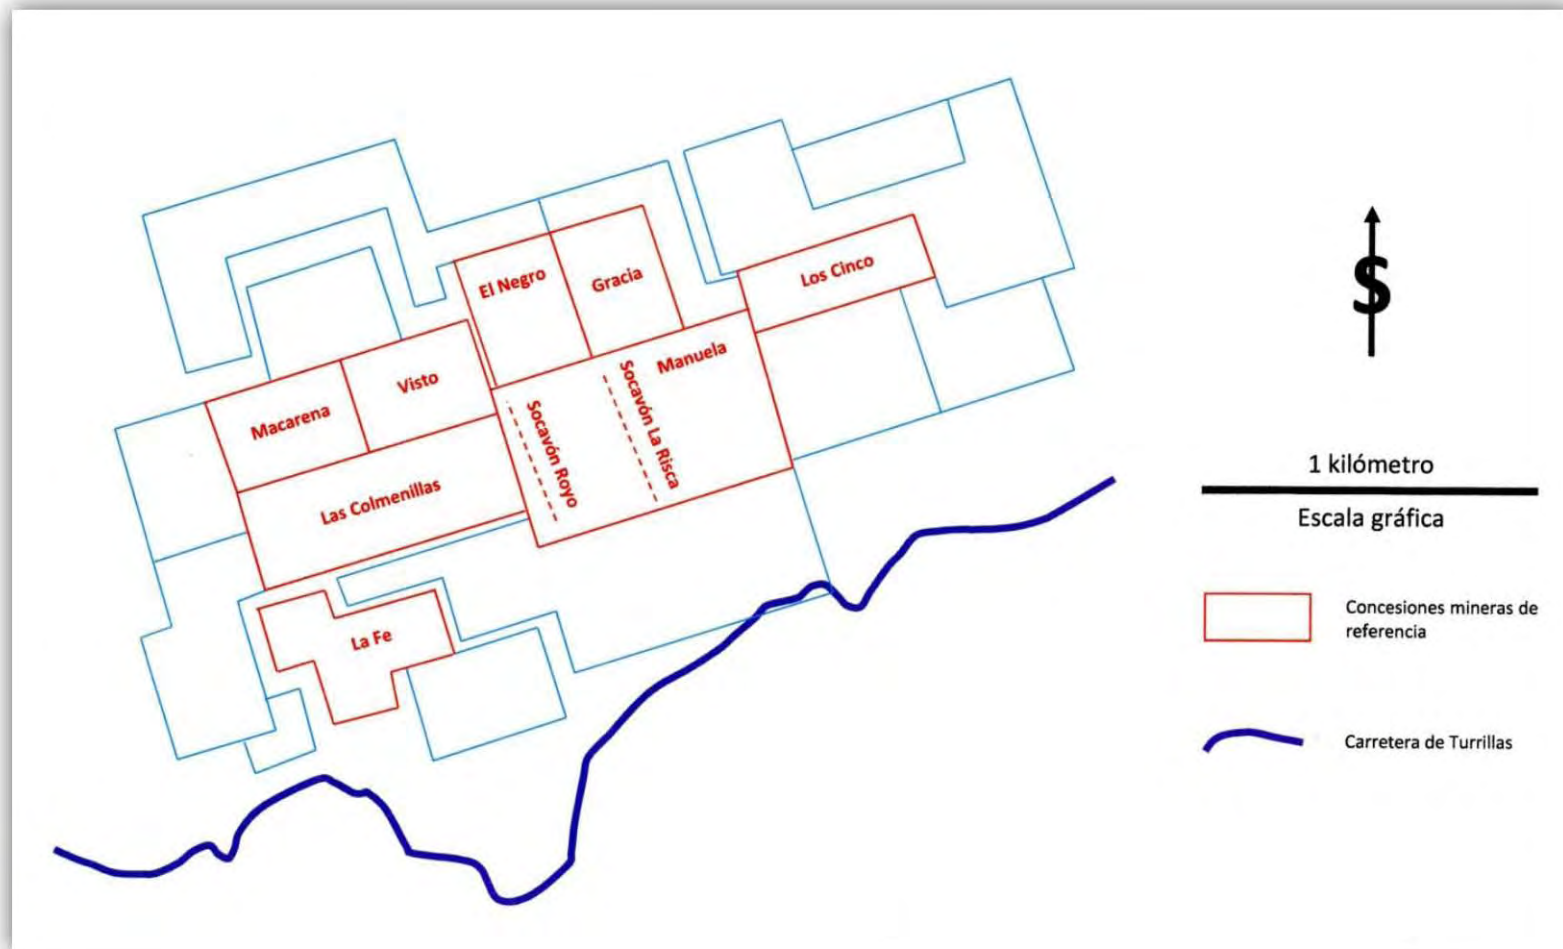 El Negro
Gracia
Los Cinco
Visto
Macarena
Manuela
Socavón La Risca
Socavón Royo
Las Colmenillas
La Fe
S
1 kilómetro
Escala gráfica
Concesiones mineras de
referencia
Carretera de Turrillas